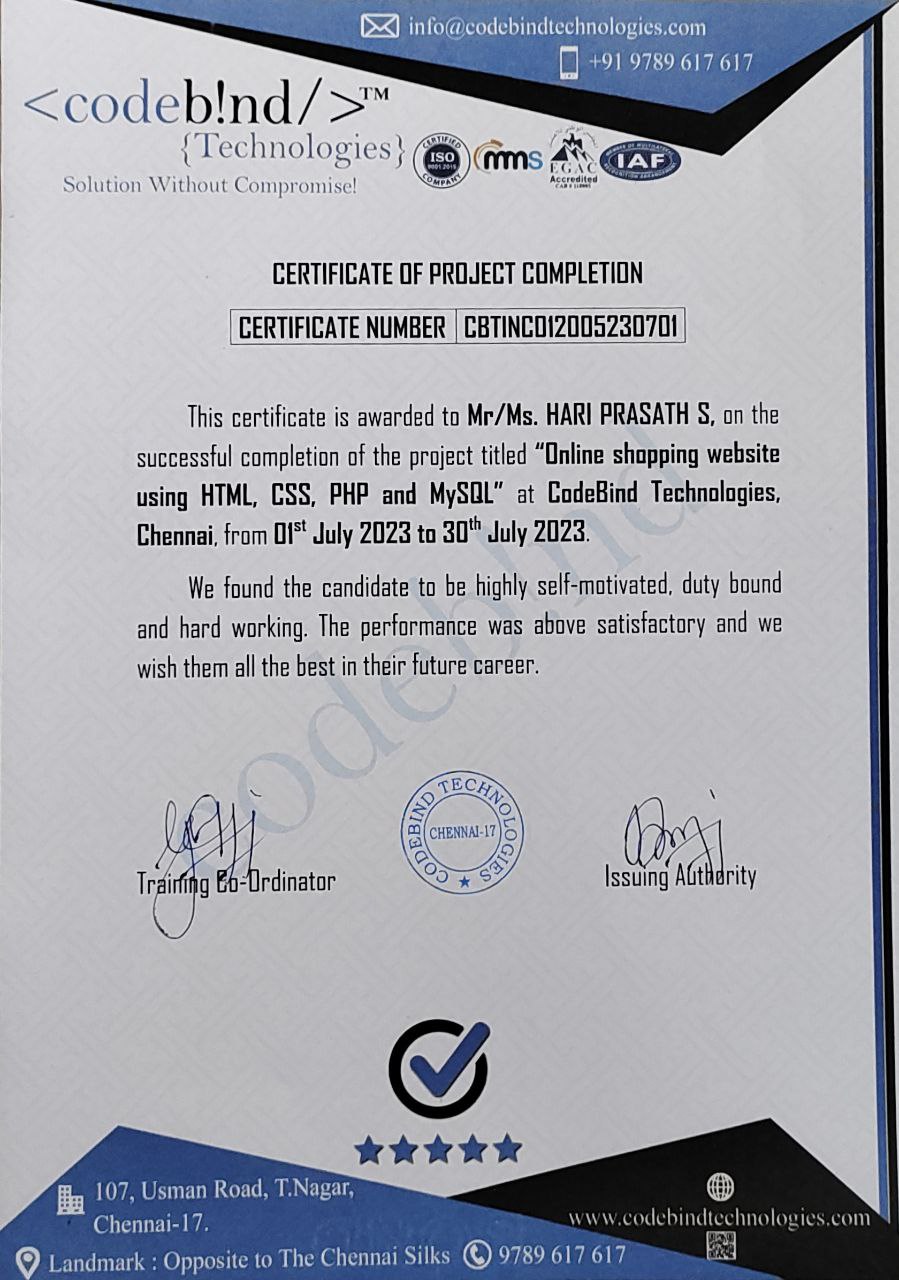 info@codebindtechnologies.com
+91 9789 617 617
<codeb!nd/>™
{Technologies}
Solution Without Compromise!
CERTIFIED
ISO
9001:2015
COMPANY
mms
EGAC
Accredited
IAF
CERTIFICATE OF PROJECT COMPLETION
CERTIFICATE NUMBER CBTINC012005230701
This certificate is awarded to Mr/Ms. HARI PRASATH S, on the
successful completion of the project titled “Online shopping website
using HTML, CSS, PHP and MySQL” at CodeBind Technologies,
Chennai, from 01st July 2023 to 30th July 2023.
We found the candidate to be highly self-motivated, duty bound
and hard working. The performance was above satisfactory and we
wish them all the best in their future career.
codeb!nd
CODEBIND TECHNOLOGIES
CHENNAI-17
Training Co-Ordinator
Issuing Authority
107, Usman Road, T.Nagar,
Chennai-17.
www.codebindtechnologies.com
Landmark : Opposite to The Chennai Silks 9789 617 617